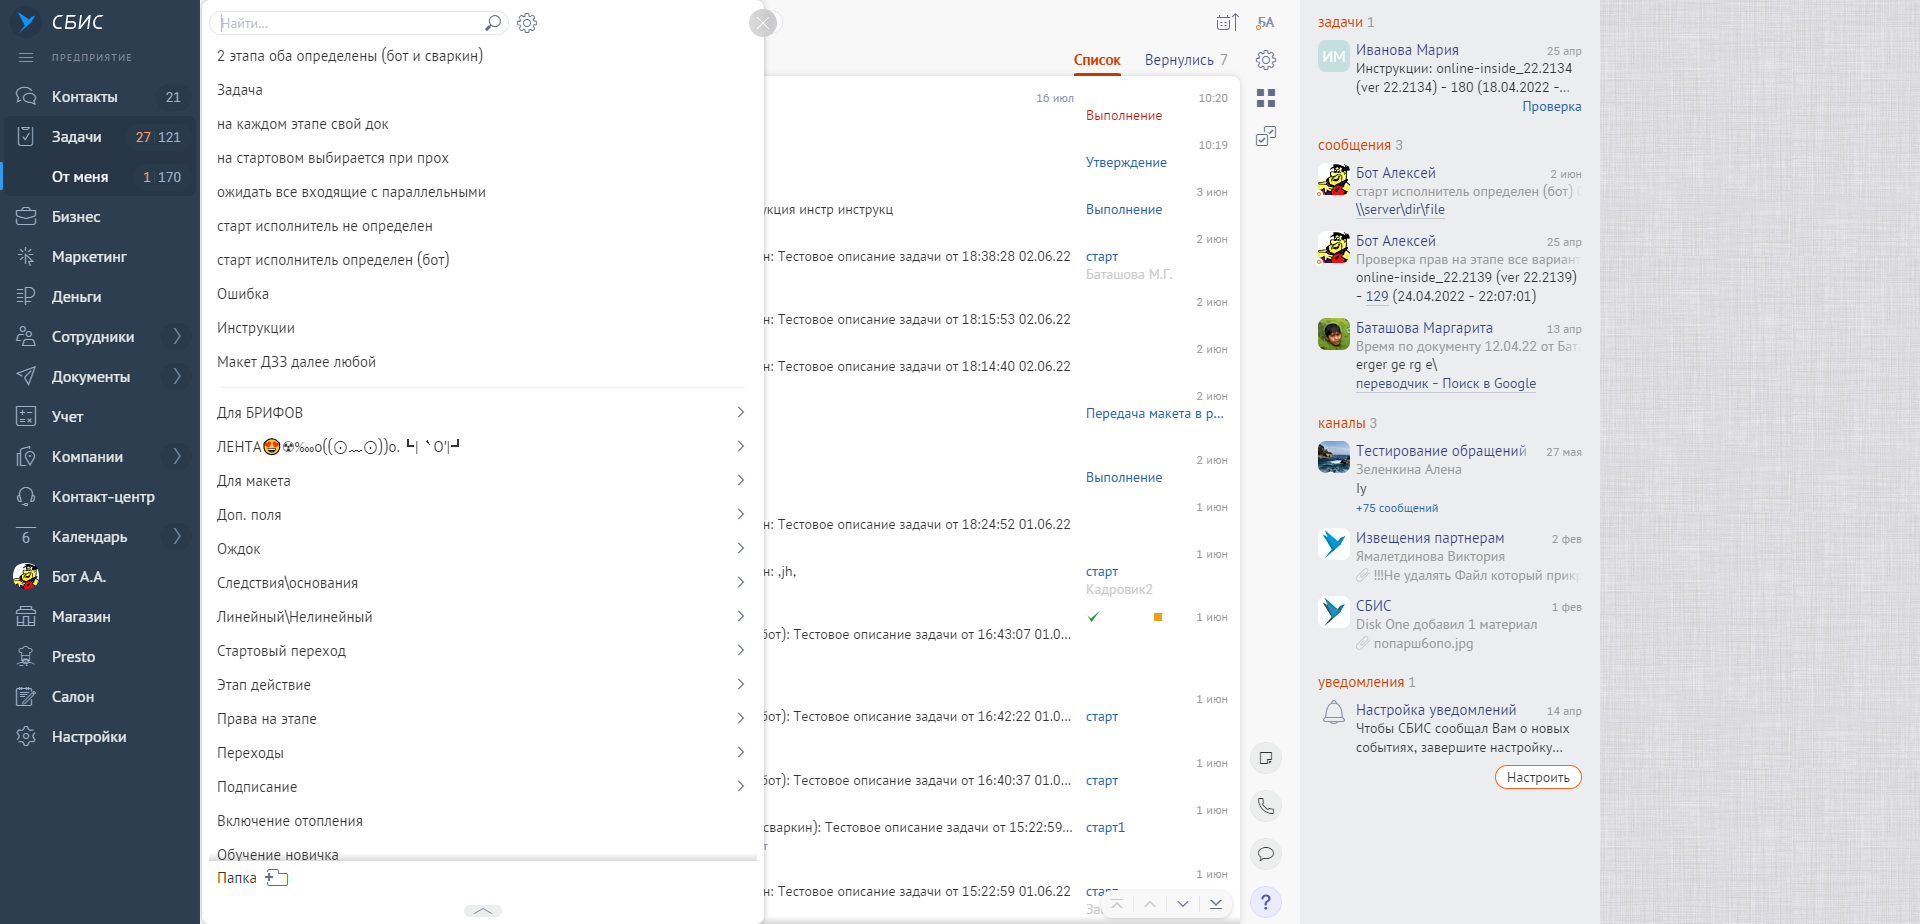 СБИС
ПРЕДПРИЯТИЕ
Контакты 21
Задачи 27 121
От меня 1 170
Бизнес
Маркетинг
Деньги
Сотрудники
Документы
Учет
Компании
Контакт-центр
6 Календарь
Бот А.А.
Магазин
Presto
Салон
Настройки
Найти...
2 этапа оба определены (бот и сваркин)
Задача
на каждом этапе свой док
на стартовом выбирается при прох
ожидать все входящие с параллельными
старт исполнитель не определен
старт исполнитель определен (бот)
Ошибка
Инструкции
Макет ДЗЗ далее любой
Для БРИФОВ
ЛЕНТА😍☢%‰o((⊙﹏⊙))o. ┗|｀O′|┛
Для макета
Доп. поля
Ождок
Следствия\основания
Линейный\Нелинейный
Стартовый переход
Этап действие
Права на этапе
Переходы
Подписание
Включение отопления
Обучение новичка
Папка
БА
Список Вернулись 7
16 июл 10:20
Выполнение
10:19
Утверждение
3 июн
укция инстр инструкц Выполнение
2 июн
н: Тестовое описание задачи от 18:38:28 02.06.22 старт
Баташова М.Г.
2 июн
н: Тестовое описание задачи от 18:15:53 02.06.22
2 июн
н: Тестовое описание задачи от 18:14:40 02.06.22
2 июн
Передача макета в р...
2 июн
Выполнение
1 июн
н: Тестовое описание задачи от 18:24:52 01.06.22
1 июн
н: ,jh, старт
Кадровик2
1 июн
бот): Тестовое описание задачи от 16:43:07 01.0...
1 июн
бот): Тестовое описание задачи от 16:42:22 01.0... старт
1 июн
бот): Тестовое описание задачи от 16:40:37 01.0... старт
1 июн
сваркин): Тестовое описание задачи от 15:22:59... старт1
т
1 июн
н: Тестовое описание задачи от 15:22:59 01.06.22 старт
За
?
задачи 1
ИМ Иванова Мария 25 апр
Инструкции: online-inside_22.2134
(ver 22.2134) - 180 (18.04.2022 -...
Проверка
сообщения 3
Бот Алексей 2 июн
старт исполнитель определен (бот)
\\server\dir\file
Бот Алексей 25 апр
Проверка прав на этапе все вариант
online-inside_22.2139 (ver 22.2139)
- 129 (24.04.2022 - 22:07:01)
Баташова Маргарита 13 апр
Время по документу 12.04.22 от Бата
erger ge rg e\
переводчик - Поиск в Google
каналы 3
Тестирование обращений 27 мая
Зеленкина Алена
Iy
+75 сообщений
Извещения партнерам 2 фев
Ямалетдинова Виктория
!!!Не удалять Файл который прикр
СБИС 1 фев
Disk One добавил 1 материал
попаршбопо.jpg
уведомления 1
Настройка уведомлений 14 апр
Чтобы СБИС сообщал Вам о новых
событиях, завершите настройку...
Настроить